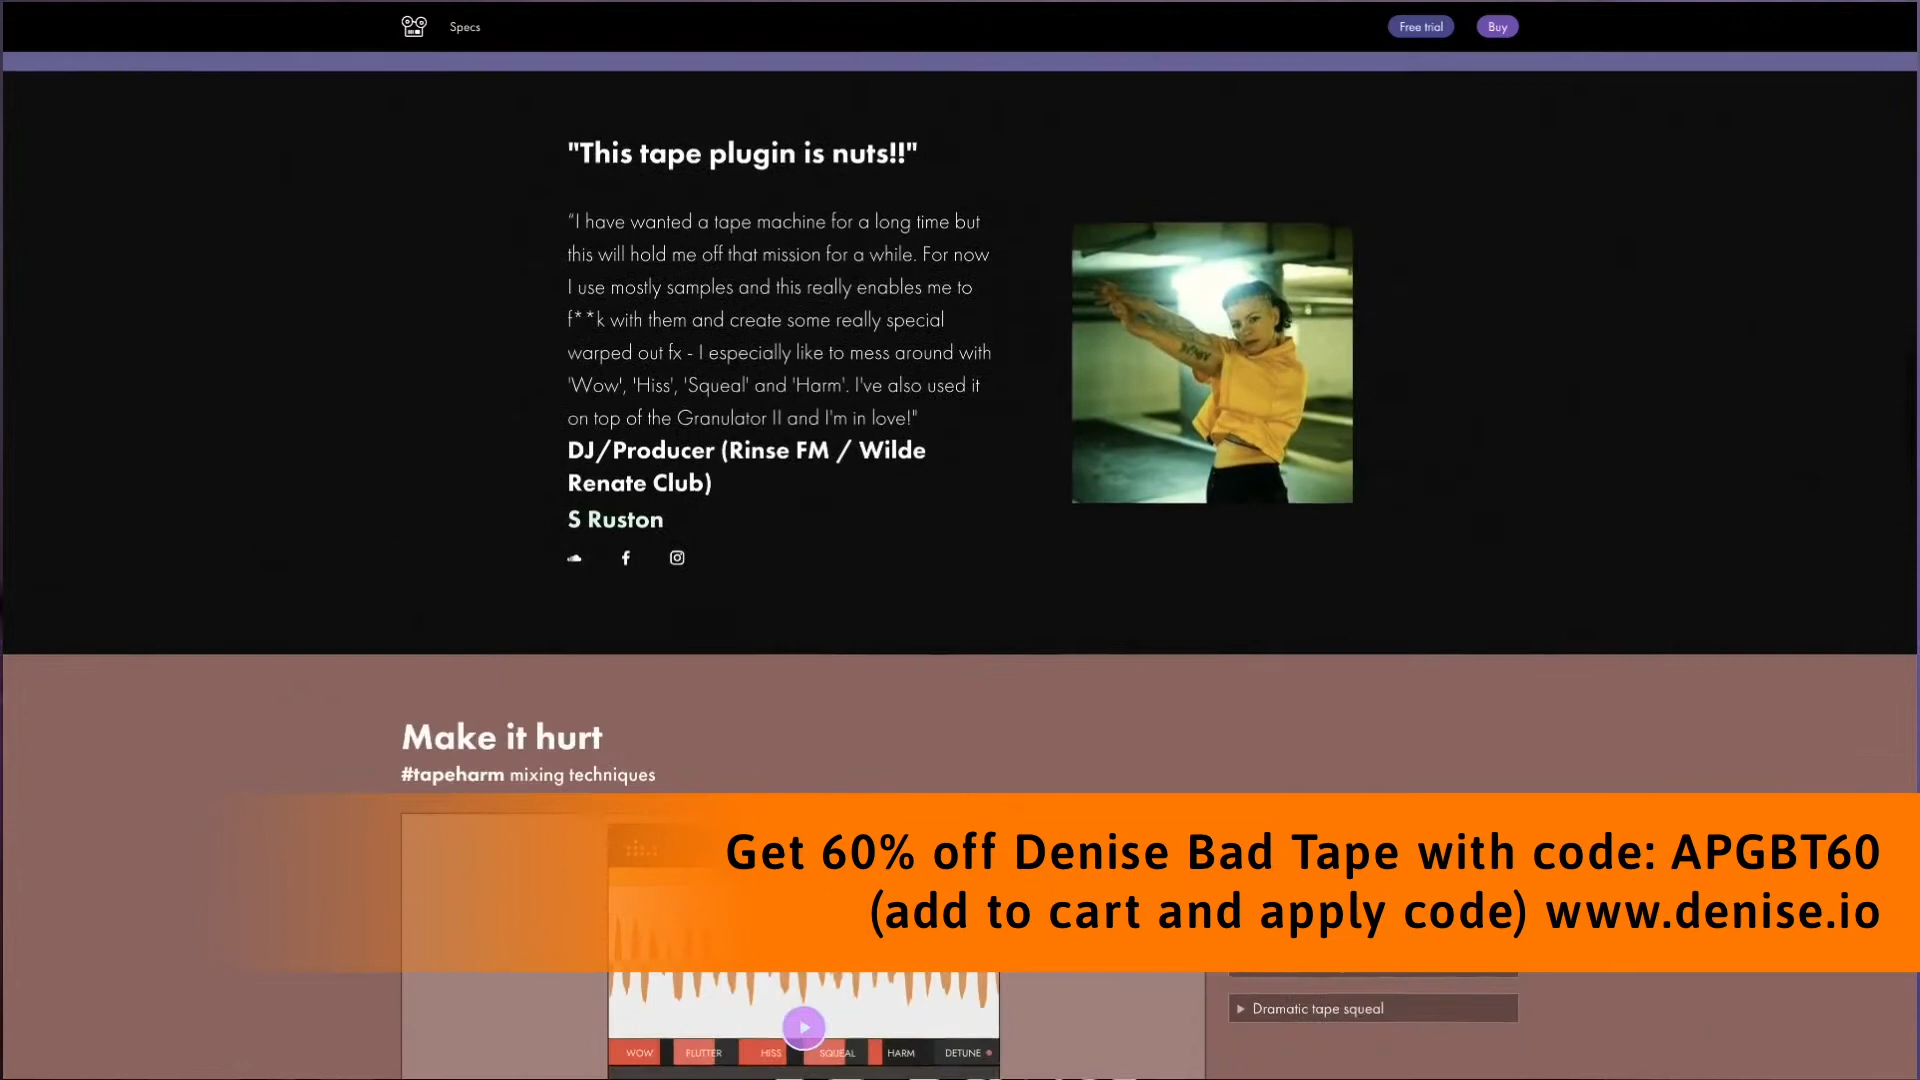 Specs
Free trial
Buy
"This tape plugin is nuts!!"
“I have wanted a tape machine for a long time but
this will hold me off that mission for a while. For now
I use mostly samples and this really enables me to
f**k with them and create some really special
warped out fx - I especially like to mess around with
'Wow', 'Hiss', 'Squeal' and 'Harm'. I've also used it
on top of the Granulator II and I'm in love!"
DJ/Producer (Rinse FM / Wilde
Renate Club)
S Ruston
Make it hurt
#tapeharm mixing techniques
Get 60% off Denise Bad Tape with code: APGBT60
(add to cart and apply code) www.denise.io
Dramatic tape squeal
WOW FLUTTER HISS SQUEAL HARM DETUNE